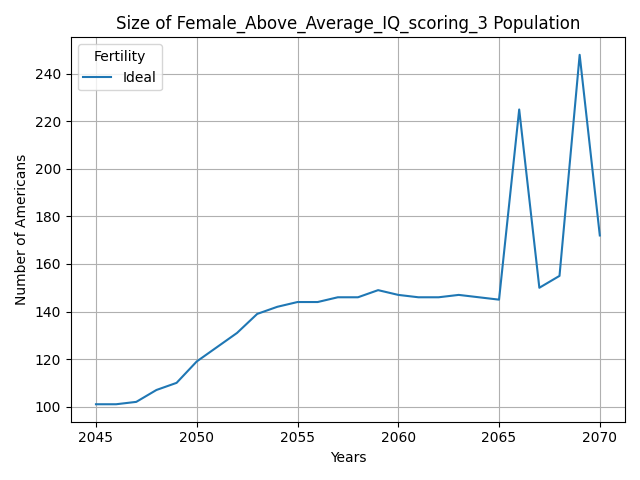 Size of Female_Above_Average_IQ_scoring_3 Population
Fertility
Ideal
Number of Americans
240
220
200
180
160
140
120
100
2045 2050 2055 2060 2065 2070
Years